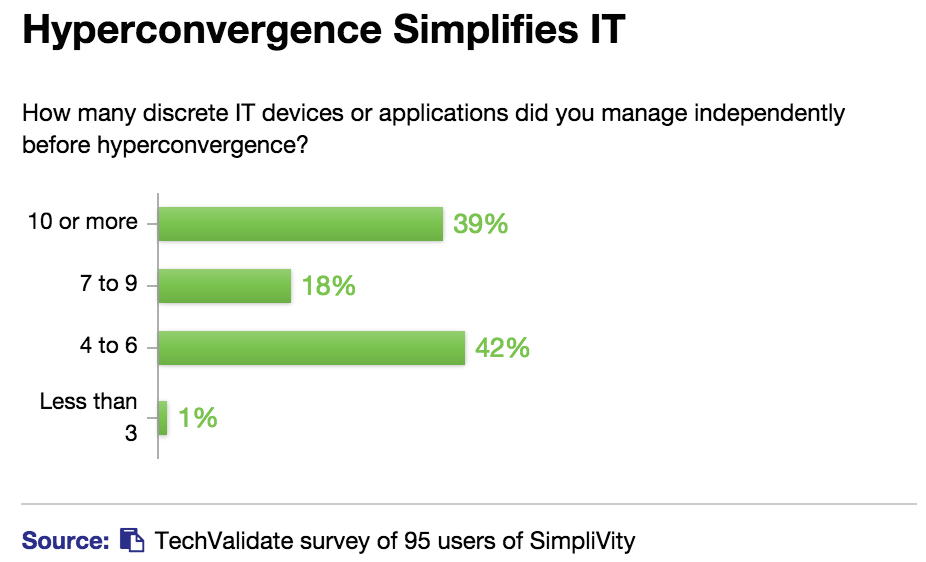 Hyperconvergence Simplifies IT
How many discrete IT devices or applications did you manage independently
before hyperconvergence?
10 or more 39%
7 to 9 18%
4 to 6 42%
Less than
3 1%
Source: TechValidate survey of 95 users of SimpliVity